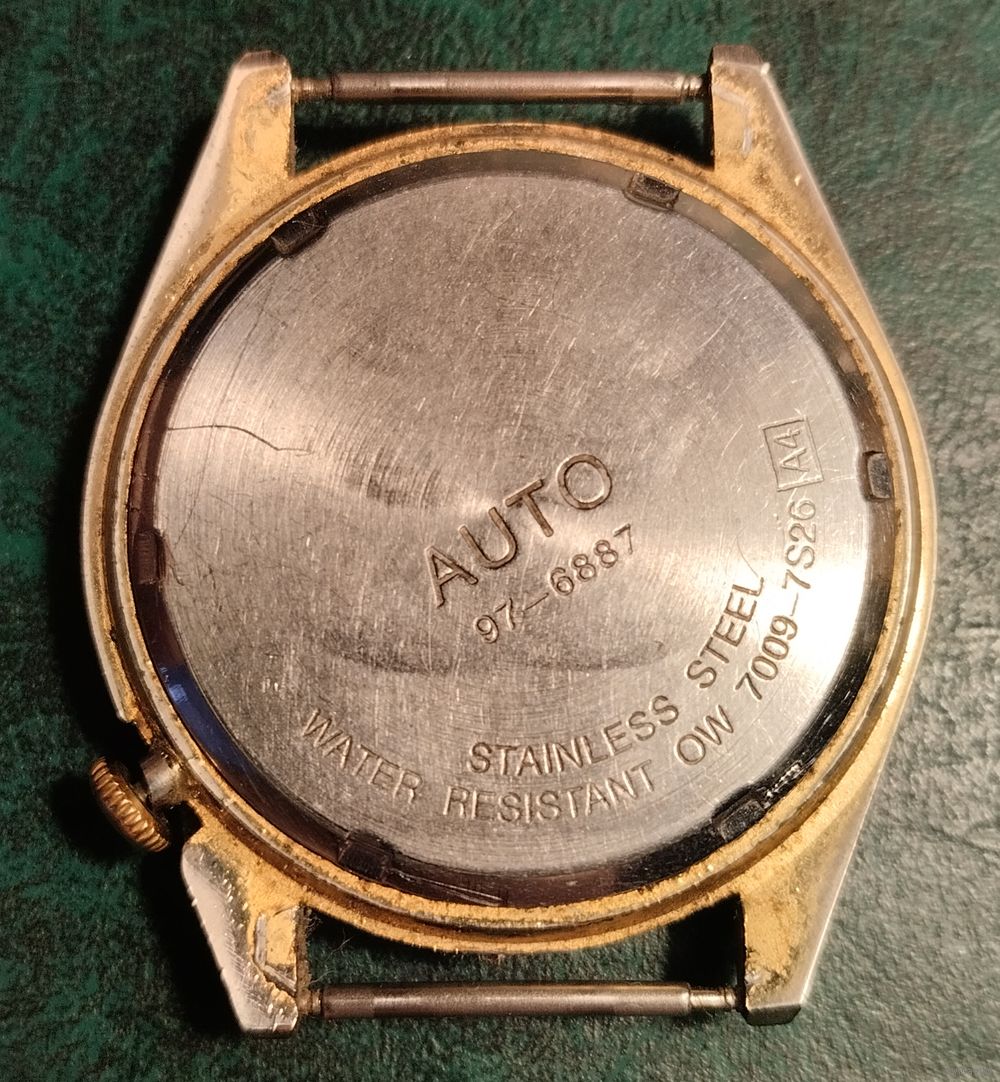 AUTO
97-6887
STAINLESS STEEL
WATER RESISTANT OW 7009-7S26 A4